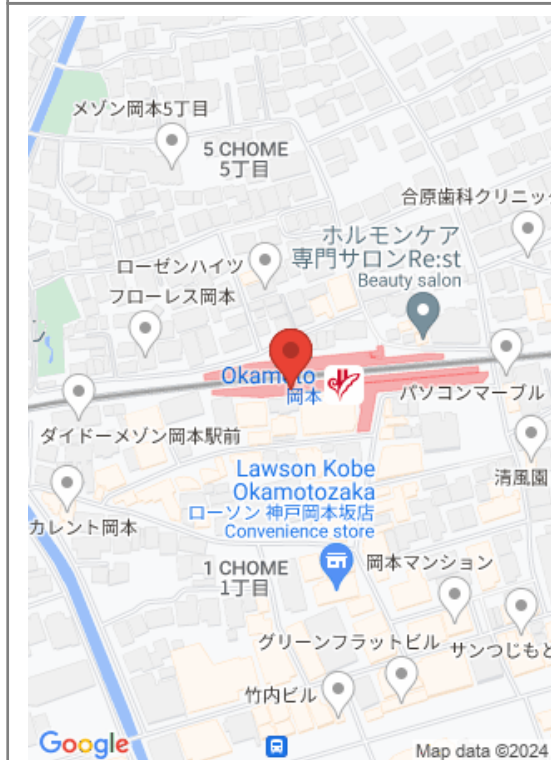 メゾン岡本5丁目
5 CHOME
5丁目
合原歯科クリニッ
ホルモンケア
専門サロンRe:st
Beauty salon
ローゼンハイツ
フローレス岡本
ン
Okamoto
岡本
パソコンマーブル
ダイドーメゾン岡本駅前
清風園
Lawson Kobe
Okamotozaka
ローソン 神戸岡本坂店
Convenience store
カレント岡本
1 CHOME
1丁目
岡本マンション
グリーンフラットビル
サンつじもと
竹内ビル
Google
Map data ©2024